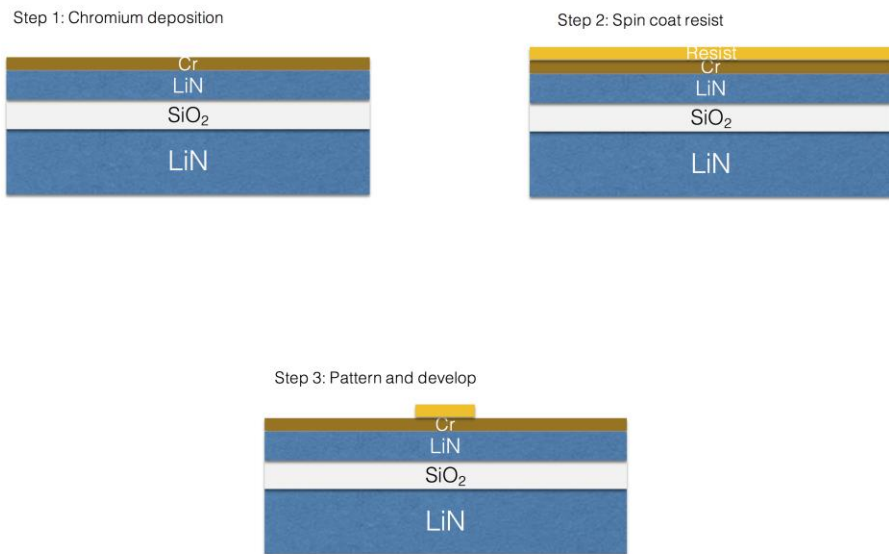 Step 1: Chromium deposition
Cr
LiN
SiO₂
LiN
Step 2: Spin coat resist
Resist
Cr
LiN
SiO₂
LiN
Step 3: Pattern and develop
Cr
LiN
SiO₂
LiN